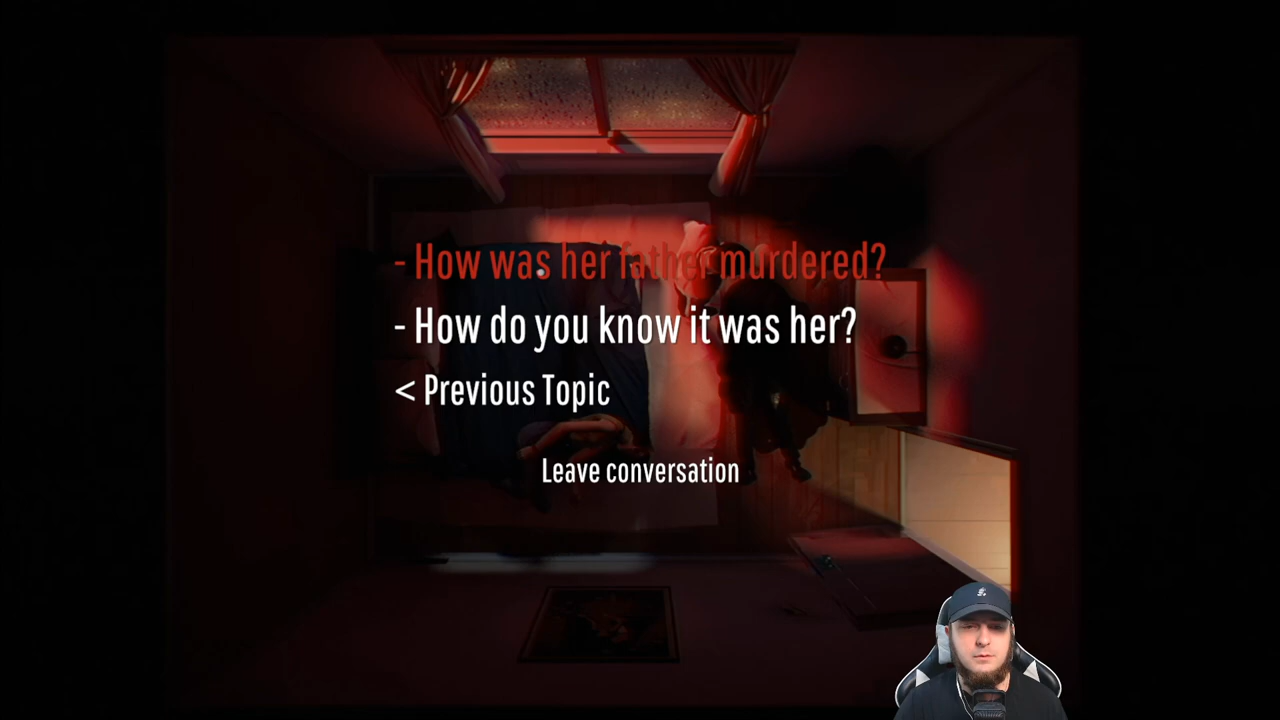 - How was her father murdered?
- How do you know it was her?
< Previous Topic
Leave conversation